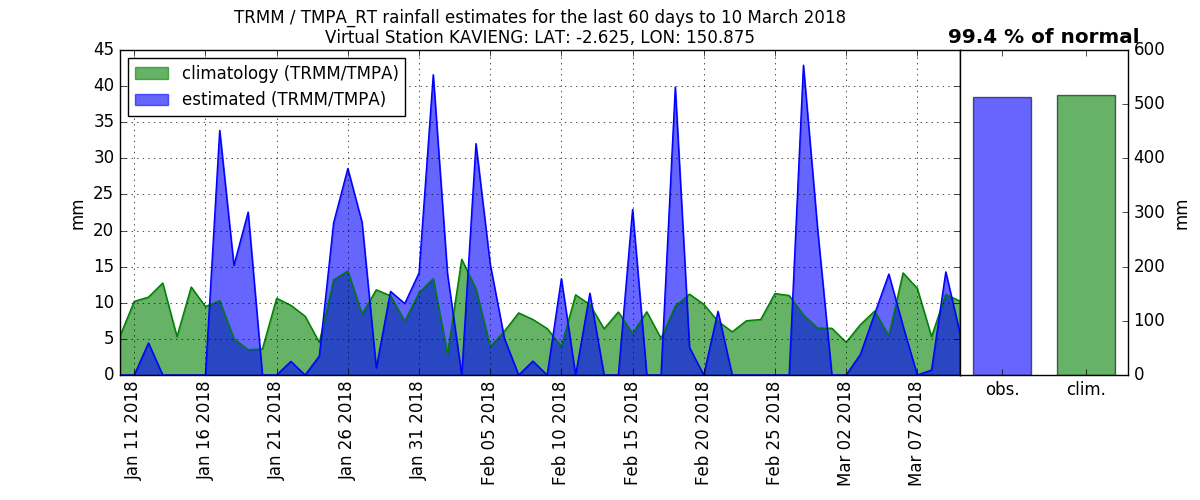 TRMM / TMPA_RT rainfall estimates for the last 60 days to 10 March 2018
Virtual Station KAVIENG: LAT: -2.625, LON: 150.875
99.4 % of normal
climatology (TRMM/TMPA)
estimated (TRMM/TMPA)
45
40
35
30
25
20
15
10
5
0
mm
Jan 11 2018
Jan 16 2018
Jan 21 2018
Jan 26 2018
Jan 31 2018
Feb 05 2018
Feb 10 2018
Feb 15 2018
Feb 20 2018
Feb 25 2018
Mar 02 2018
Mar 07 2018
600
500
400
300
200
100
0
mm
obs.
clim.